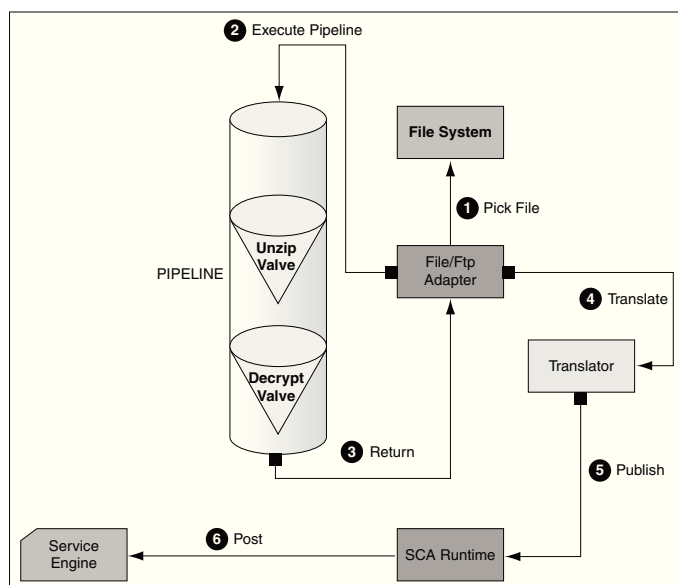 2 Execute Pipeline
File System
1 Pick File
Unzip
Valve
PIPELINE
File/Ftp
Adapter
4 Translate
Translator
Decrypt
Valve
3 Return
5 Publish
6 Post
Service
Engine
SCA Runtime